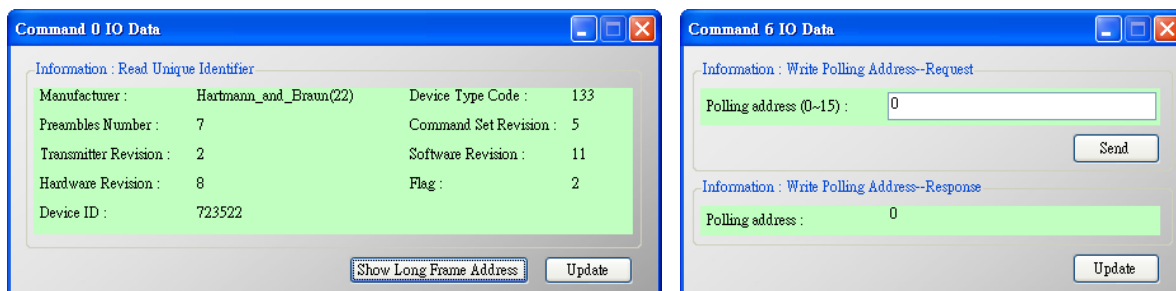 Command 0 IO Data
Information : Read Unique Identifier
Manufacturer : Hartmann_and_Braun(22) Device Type Code : 133
Preambles Number : 7 Command Set Revision : 5
Transmitter Revision : 2 Software Revision : 11
Hardware Revision : 8 Flag : 2
Device ID : 723522
Show Long Frame Address Update
Command 6 IO Data
Information : Write Polling Address--Request
Polling address (0~15) : 0
Send
Information : Write Polling Address--Response
Polling address : 0
Update